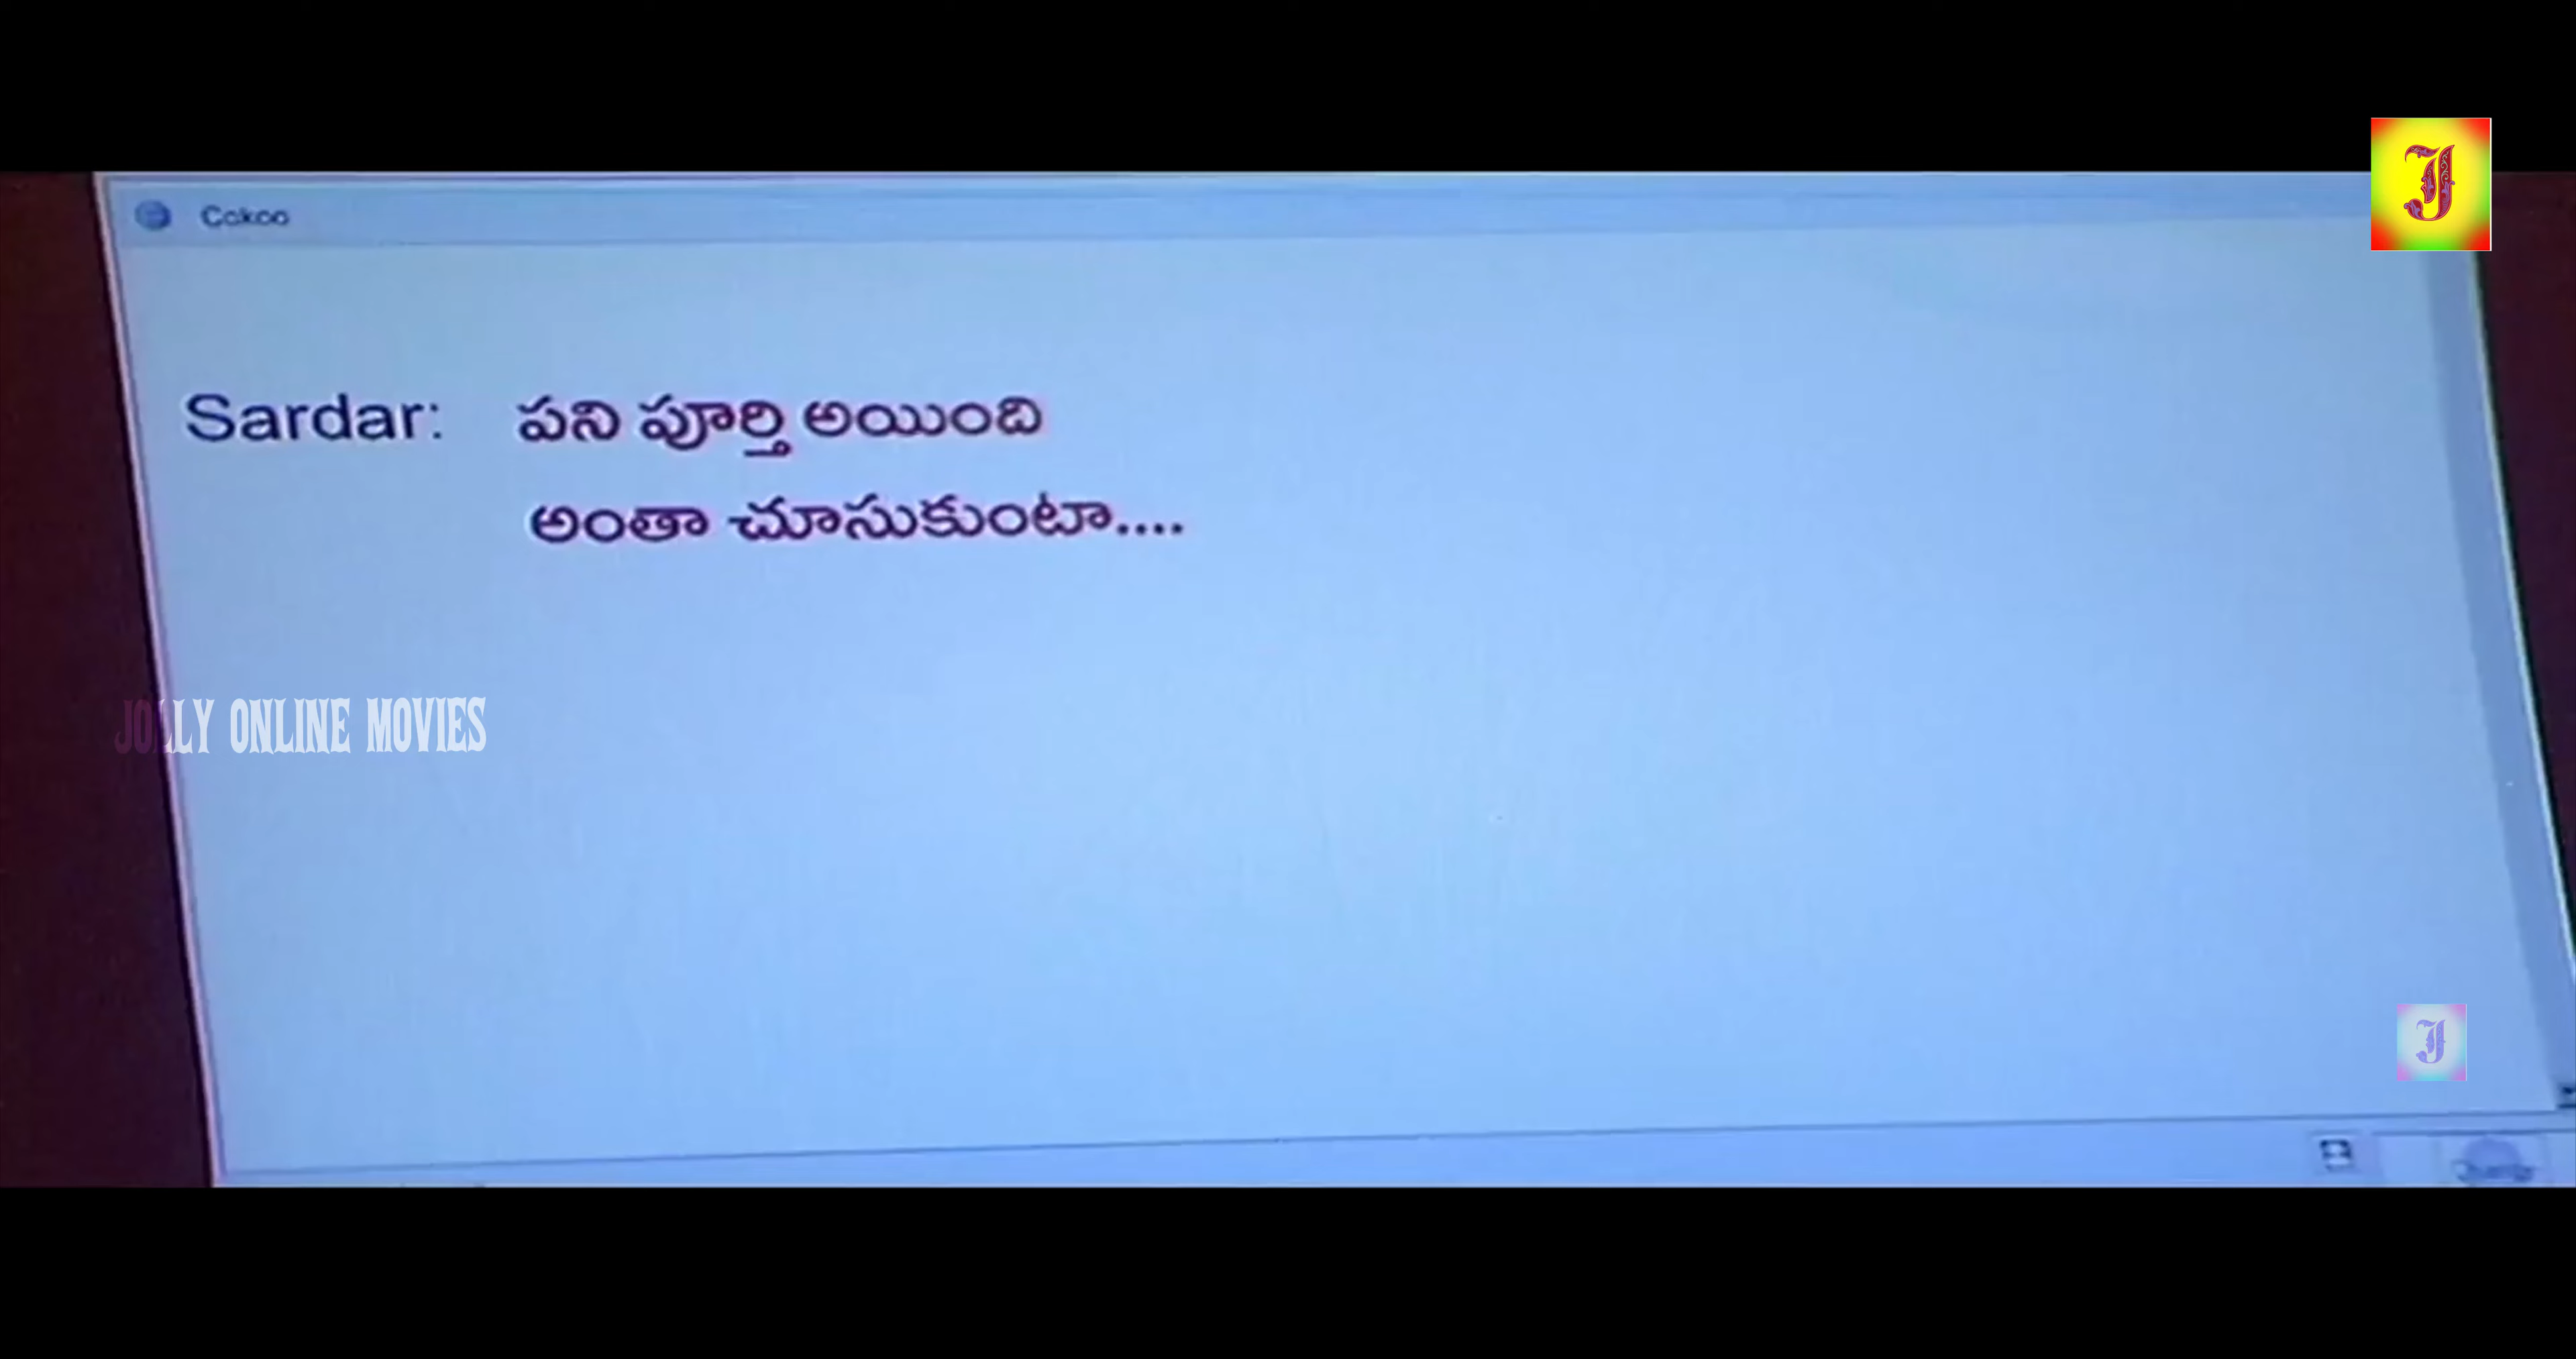 Cokoo
Sardar: పని పూర్తి అయింది
అంతా చూసుకుంటా....
JOLLY ONLINE MOVIES
J
J